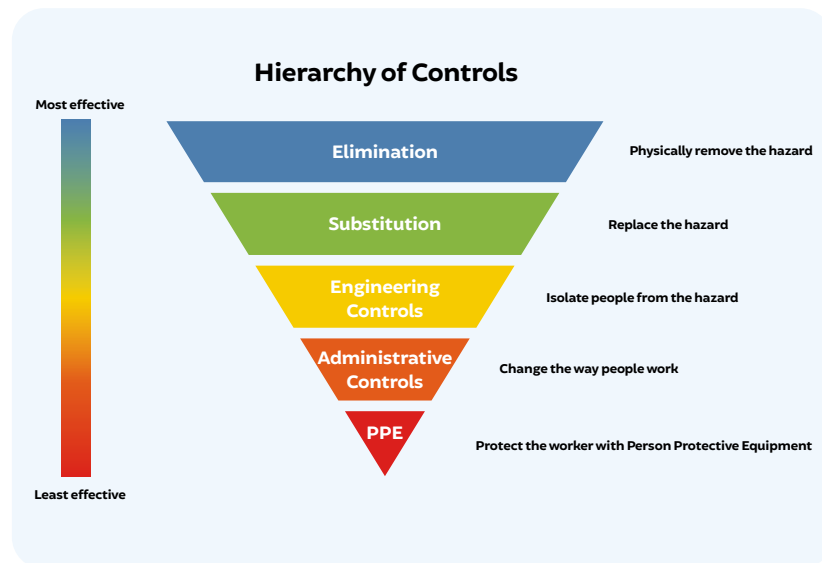 Hierarchy of Controls
Most effective
Elimination
Physically remove the hazard
Substitution
Replace the hazard
Engineering
Controls
Isolate people from the hazard
Administrative
Controls
Change the way people work
PPE
Protect the worker with Person Protective Equipment
Least effective